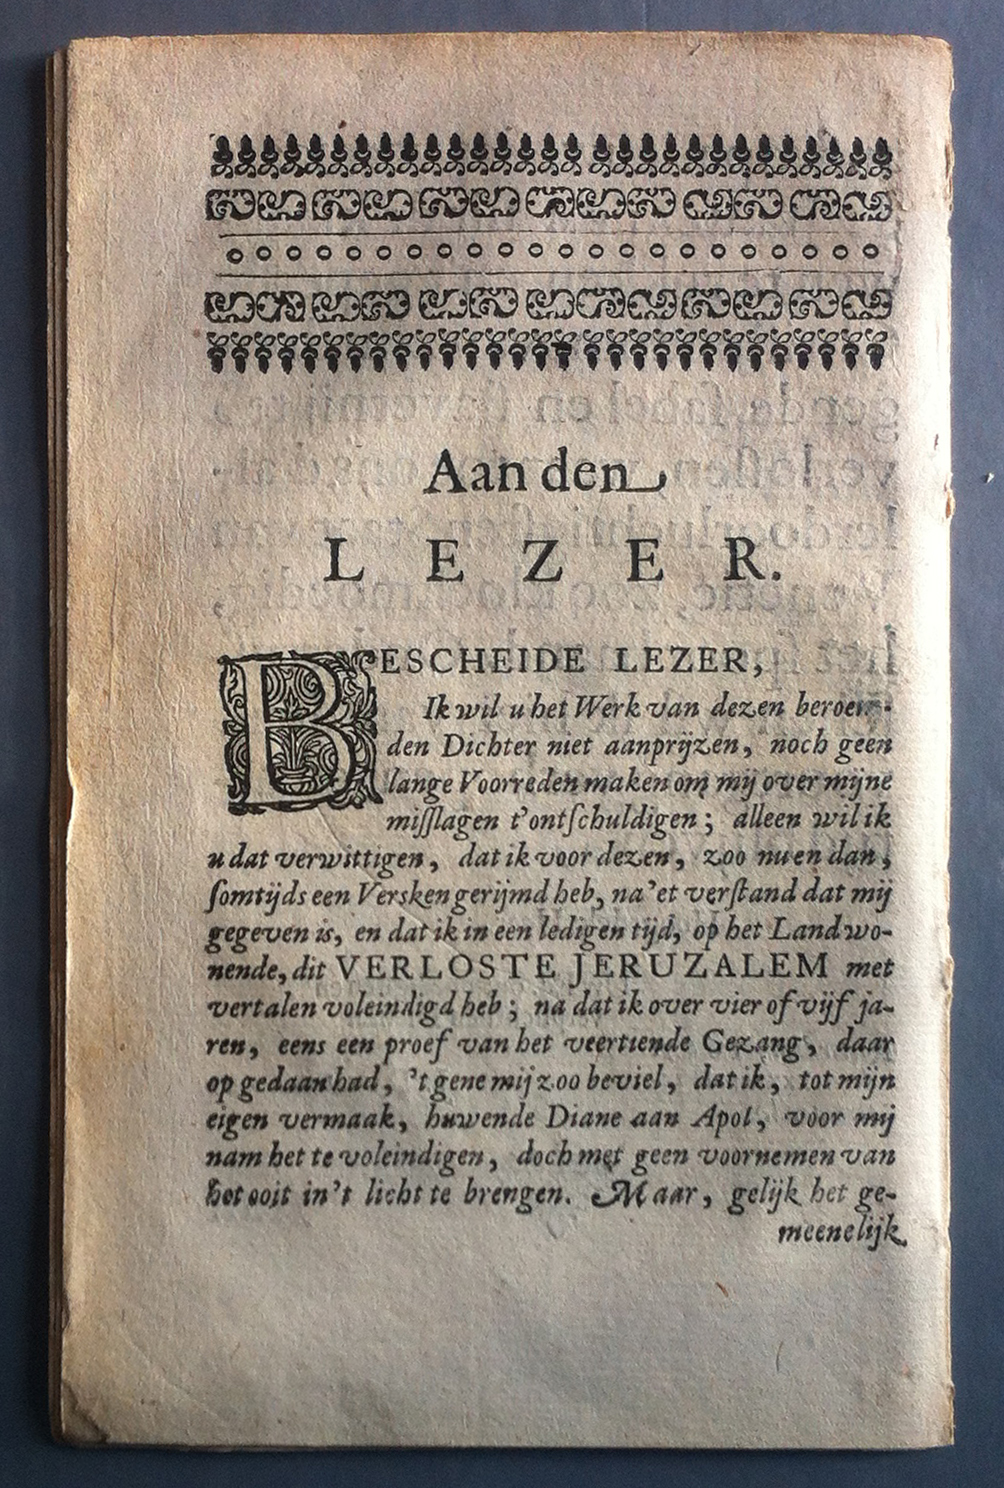 Aan den
LEZER.
BESCHEIDE LEZER,
Ik wil u het Werk van dezen beroem-
den Dichter niet aanprijzen, noch geen
lange Voorreden maken om mij over mijne
miſſlagen t'ontſchuldigen; alleen wil ik
u dat verwittigen, dat ik voor dezen, zoo nu en dan,
ſomtijds een Versken gerijmd heb, na'et verſtand dat mij
gegeven is, en dat ik in een ledigen tijd, op het Land wo-
nende, dit VERLOSTE JERUZALEM met
vertalen voleindigd heb; na dat ik over vier of vijf ja-
ren, eens een proef van het veertiende Gezang, daar
op gedaan had, 't gene mij zoo beviel, dat ik, tot mijn
eigen vermaak, huwende Diane aan Apol, voor mij
nam het te voleindigen, doch met geen voornemen van
het ooit in't licht te brengen. Maar, gelijk het ge-
meenelijk